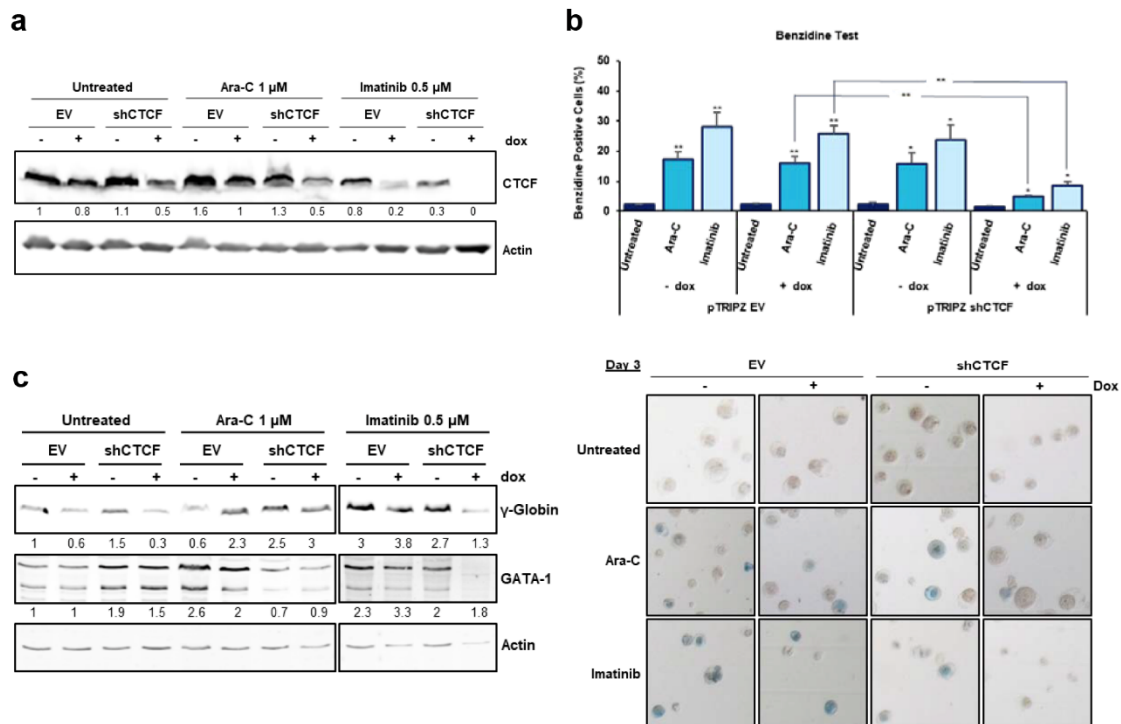 a
Untreated Ara-C 1 µM Imatinib 0.5 µM
EV shCTCF EV shCTCF EV shCTCF
- + - + - + - + - + - + dox
CTCF
1 0.8 1.1 0.5 1.6 1 1.3 0.5 0.8 0.2 0.3 0
Actin
b
Benzidine Test
Benzidine Positive Cells (%)
50
40
30
20
10
0
** ** ** ** * * * *
**
**
Untreated Ara-C Imatinib Untreated Ara-C Imatinib Untreated Ara-C Imatinib Untreated Ara-C Imatinib
- dox + dox - dox + dox
pTRIPZ EV pTRIPZ shCTCF
Day 3 EV shCTCF
- + - + Dox
Untreated
Ara-C
Imatinib
c
Untreated Ara-C 1 µM Imatinib 0.5 µM
EV shCTCF EV shCTCF EV shCTCF
- + - + - + - + - + - + dox
γ-Globin
1 0.6 1.5 0.3 0.6 2.3 2.5 3 3 3.8 2.7 1.3
GATA-1
1 1 1.9 1.5 2.6 2 0.7 0.9 2.3 3.3 2 1.8
Actin